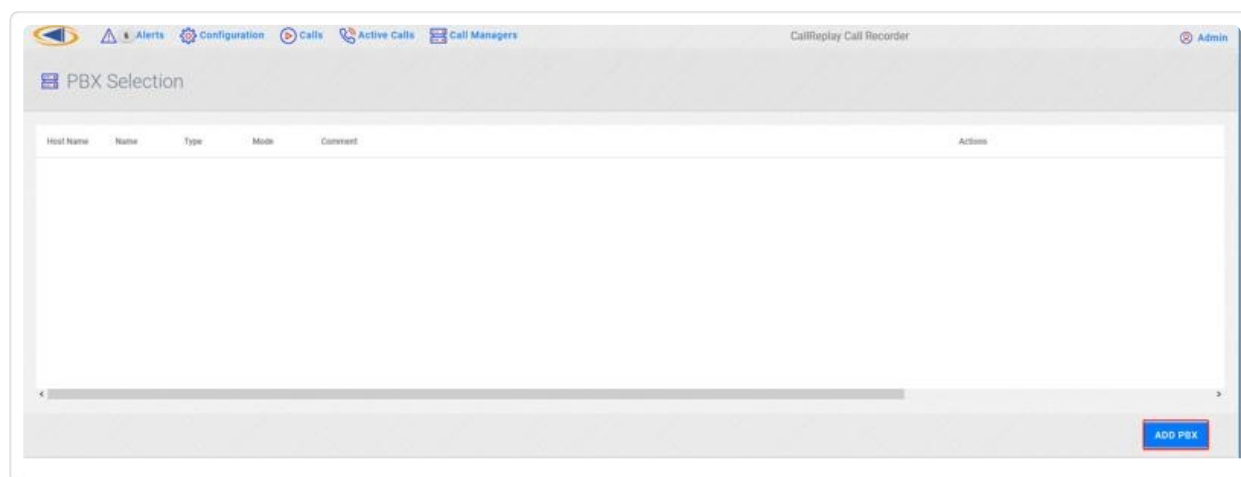 Alerts Configuration Calls Active Calls Call Managers CallReplay Call Recorder Admin
PBX Selection
Host Name Name Type Mode Comment Actions
ADD PBX